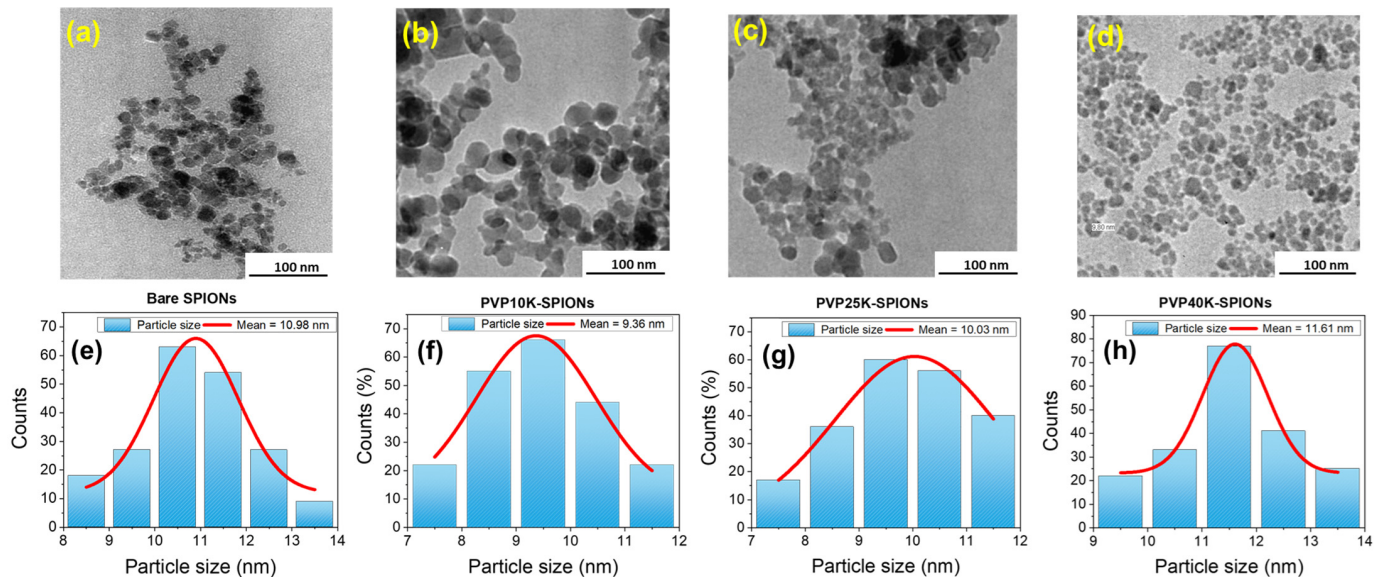 (a)
(b)
(c)
(d)
9.80 nm
100 nm
100 nm
100 nm
100 nm
Bare SPIONs
PVP10K-SPIONs
PVP25K-SPIONs
PVP40K-SPIONs
(e)
Particle size Mean = 10.98 nm
Counts
70
60
50
40
30
20
10
0
8 9 10 11 12 13 14
Particle size (nm)
(f)
Particle size Mean = 9.36 nm
Counts (%)
70
60
50
40
30
20
10
0
7 8 9 10 11 12
Particle size (nm)
(g)
Particle size Mean = 10.03 nm
Counts (%)
70
60
50
40
30
20
10
0
7 8 9 10 11 12
Particle size (nm)
(h)
Particle size Mean = 11.61 nm
Counts
90
80
70
60
50
40
30
20
10
0
9 10 11 12 13 14
Particle size (nm)